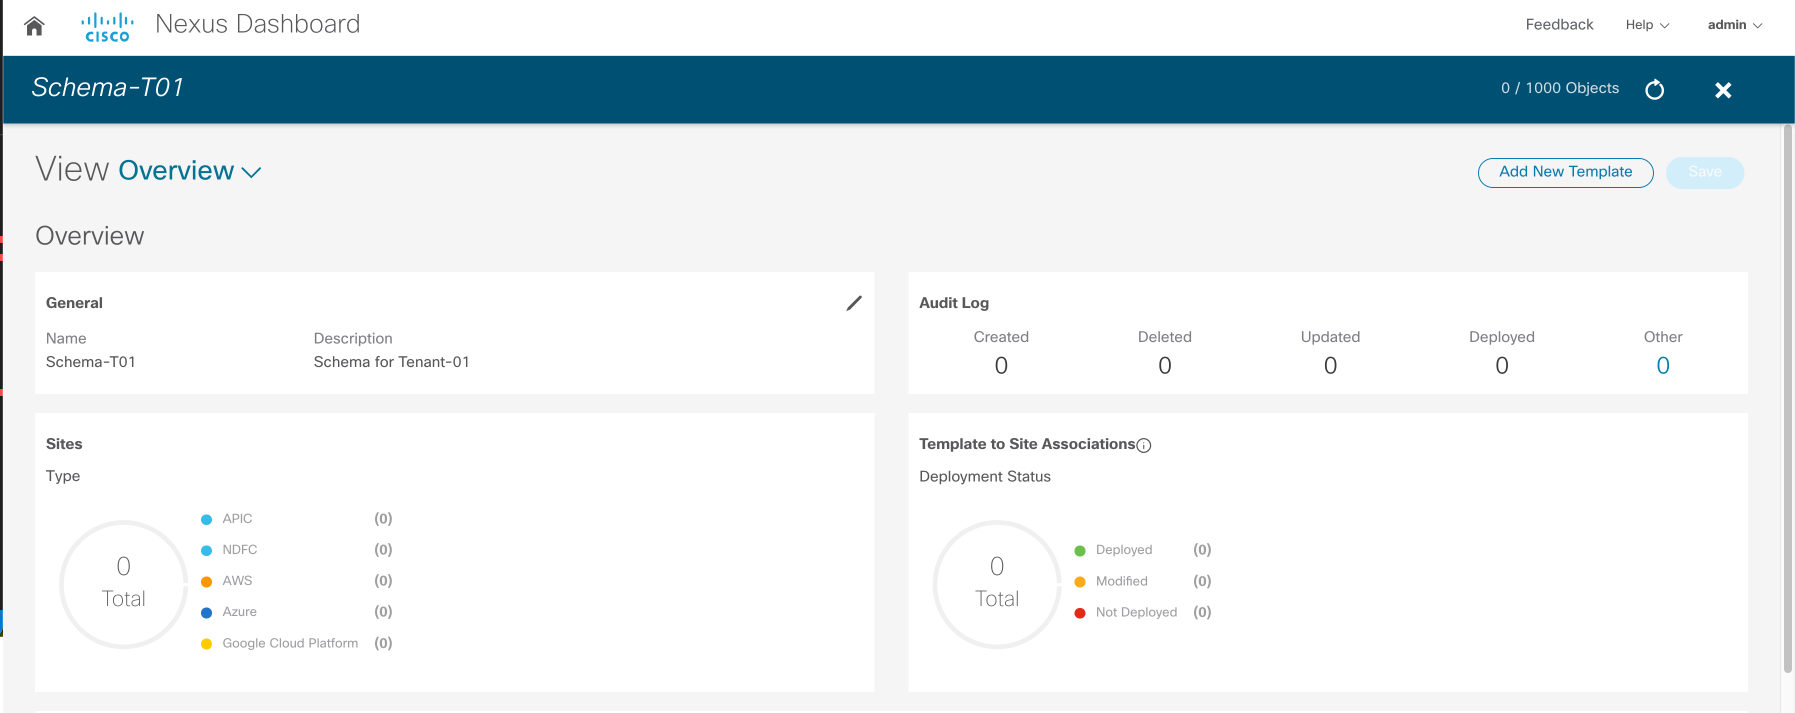 CISCO Nexus Dashboard Feedback Help admin
Schema-T01 0 / 1000 Objects
View Overview Add New Template Save
Overview
General
Name Description
Schema-T01 Schema for Tenant-01
Audit Log
Created Deleted Updated Deployed Other
0 0 0 0 0
Sites
Type
0
Total
APIC (0)
NDFC (0)
AWS (0)
Azure (0)
Google Cloud Platform (0)
Template to Site Associations
Deployment Status
0
Total
Deployed (0)
Modified (0)
Not Deployed (0)